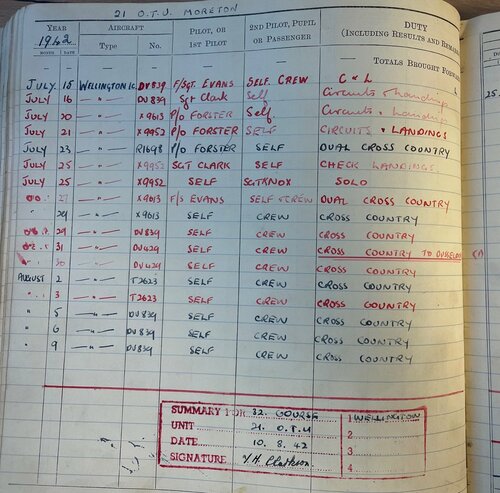 21 O.T.U. MORETON
YEAR AIRCRAFT PILOT, OR 1ST PILOT 2ND PILOT, PUPIL OR PASSENGER DUTY (INCLUDING RESULTS AND REMARKS
1942
MONTH DATE Type No.
TOTALS BROUGHT FORWARD
JULY 15 WELLINGTON IC DV839 F/SGT. EVANS SELF. CREW C & L
JULY 16 —"— DV839 Sgt Clark Self Circuits & Landings
JULY 20 —"— X9613 P/O FORSTER Self. Circuits & Landings
JULY 21 —"— X9952 P/O FORSTER SELF CIRCUITS & LANDINGS
JULY 23 —"— R1648 P/O FORSTER SELF DUAL CROSS COUNTRY
JULY 25 —"— X9952 SGT CLARK SELF CHECK LANDINGS.
JULY 25 —"— X9952 SELF SGT KNOX SOLO
27 —"— X9613 F/S EVANS SELF & CREW DUAL CROSS COUNTRY
" 29 —"— X9613 SELF CREW CROSS COUNTRY
29 —"— DV839 SELF CREW CROSS COUNTRY
31 —"— DV429 SELF CREW CROSS COUNTRY TO (1)
30 —"— DV429 SELF CREW CROSS COUNTRY
AUGUST 2 —"— T2623 SELF CREW CROSS COUNTRY
" 3 —"— T2623 SELF CREW CROSS COUNTRY
" 5 —"— DV839 SELF CREW CROSS COUNTRY
" 6 —"— DV839 SELF CREW CROSS COUNTRY
" 9 —"— DV839 SELF CREW CROSS COUNTRY
SUMMARY FOR 32. COURSE 1 WELLINGTON
UNIT 21. O.T.U 2
DATE 10. 8. 42 3
SIGNATURE 4
25